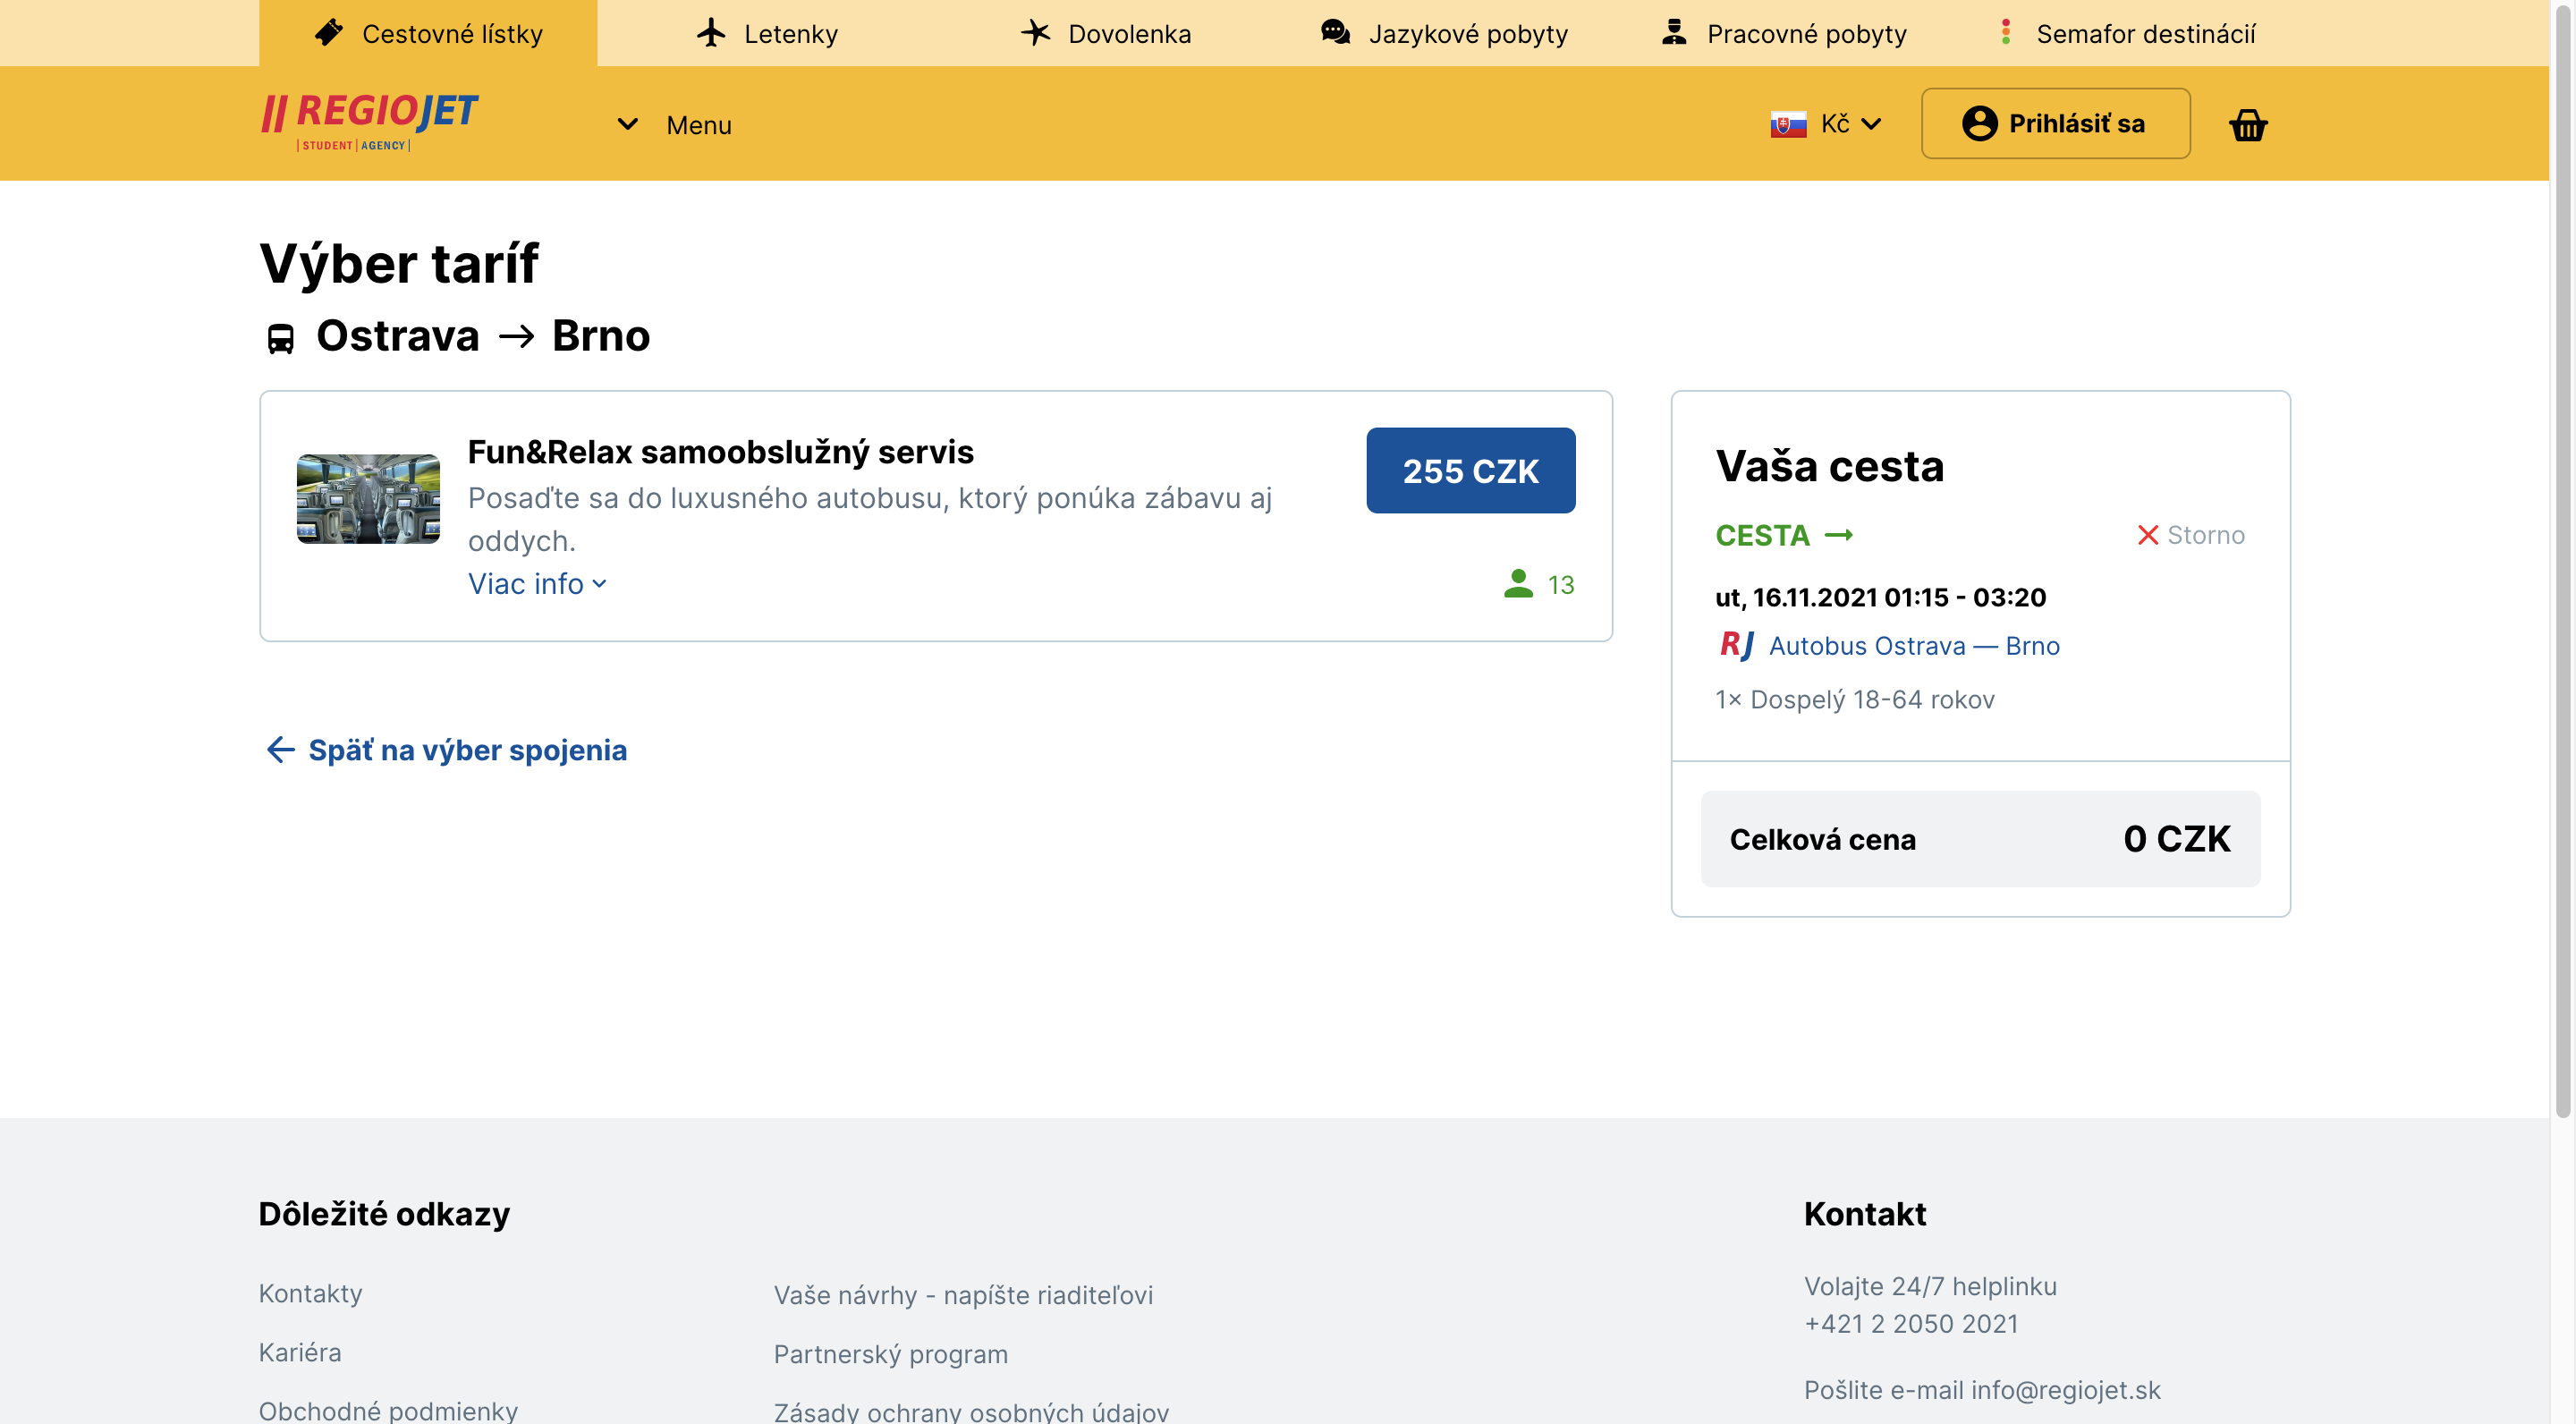 Cestovné lístky
Letenky
Dovolenka
Jazykové pobyty
Pracovné pobyty
Semafor destinácií
REGIOJET
STUDENT AGENCY
Menu
Kč
Prihlásiť sa
Výber taríf
Ostrava → Brno
Fun&Relax samoobslužný servis
Posaďte sa do luxusného autobusu, ktorý ponúka zábavu aj
oddych.
Viac info
255 CZK
13
Späť na výber spojenia
Vaša cesta
CESTA →
Storno
ut, 16.11.2021 01:15 - 03:20
RJ Autobus Ostrava — Brno
1× Dospelý 18-64 rokov
Celková cena
0 CZK
Dôležité odkazy
Kontakty
Kariéra
Obchodné podmienky
Vaše návrhy - napíšte riaditeľovi
Partnerský program
Zásady ochrany osobných údajov
Kontakt
Volajte 24/7 helplinku
+421 2 2050 2021
Pošlite e-mail info@regiojet.sk